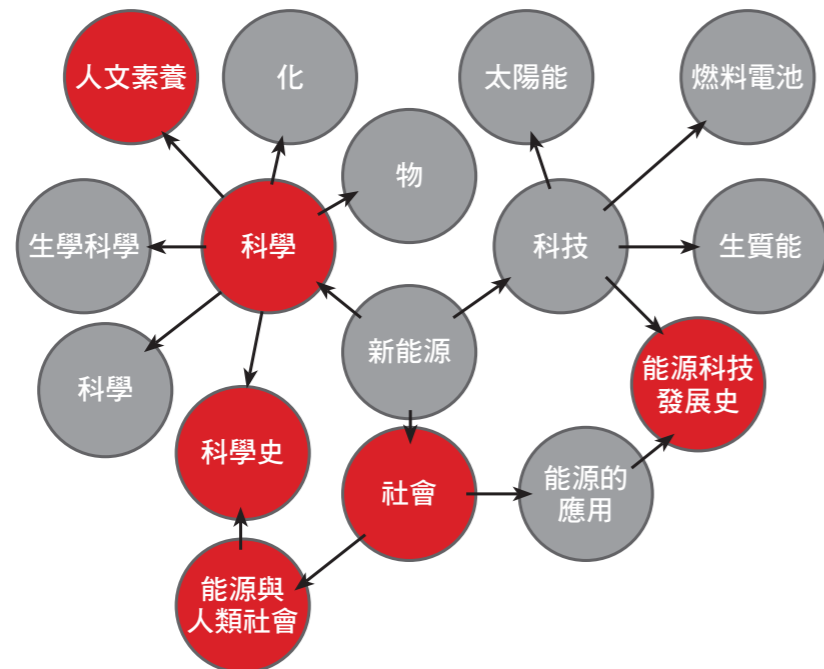 人文素養
化
太陽能
燃料電池
物
生學科學
科學
科技
生質能
新能源
科學
能源科技
發展史
科學史
社會
能源的
應用
能源與
人類社會